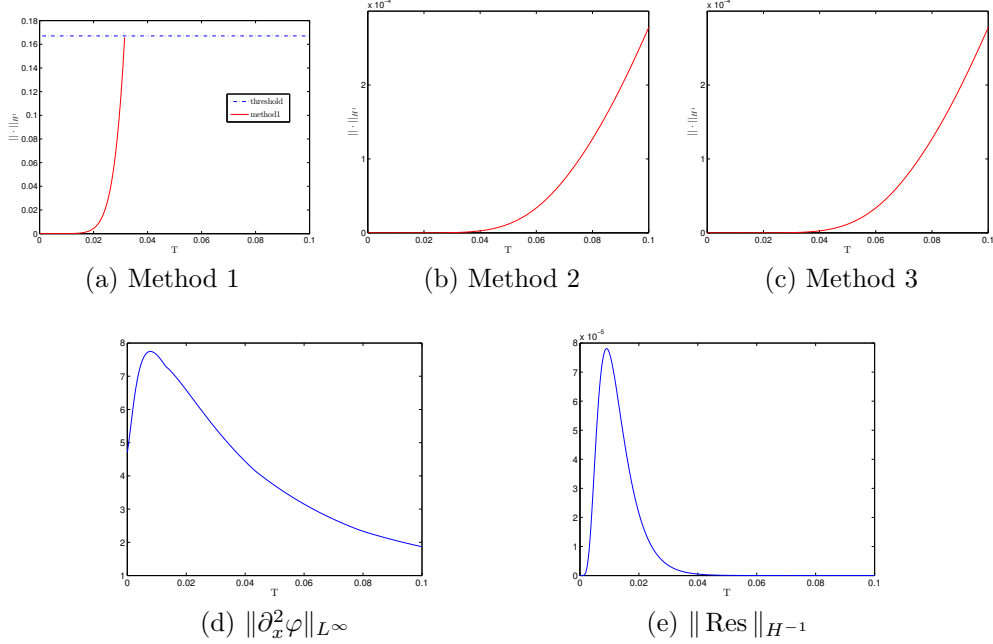 0.18
0.16
0.14
0.12
0.1
0.08
0.06
0.04
0.02
0
|| · ||_{H^1}
threshold
method1
0 0.02 0.04 0.06 0.08 0.1
T
(a) Method 1
x 10^{-4}
2
1
0
|| · ||_{H^1}
0 0.02 0.04 0.06 0.08 0.1
T
(b) Method 2
x 10^{-4}
2
1
0
|| · ||_{H^1}
0 0.02 0.04 0.06 0.08 0.1
T
(c) Method 3
8
7
6
5
4
3
2
1
0 0.02 0.04 0.06 0.08 0.1
T
(d) ‖∂_x^2 φ‖_{L^∞}
x 10^{-5}
8
7
6
5
4
3
2
1
0
0 0.02 0.04 0.06 0.08 0.1
T
(e) ‖ Res ‖_{H^{-1}}